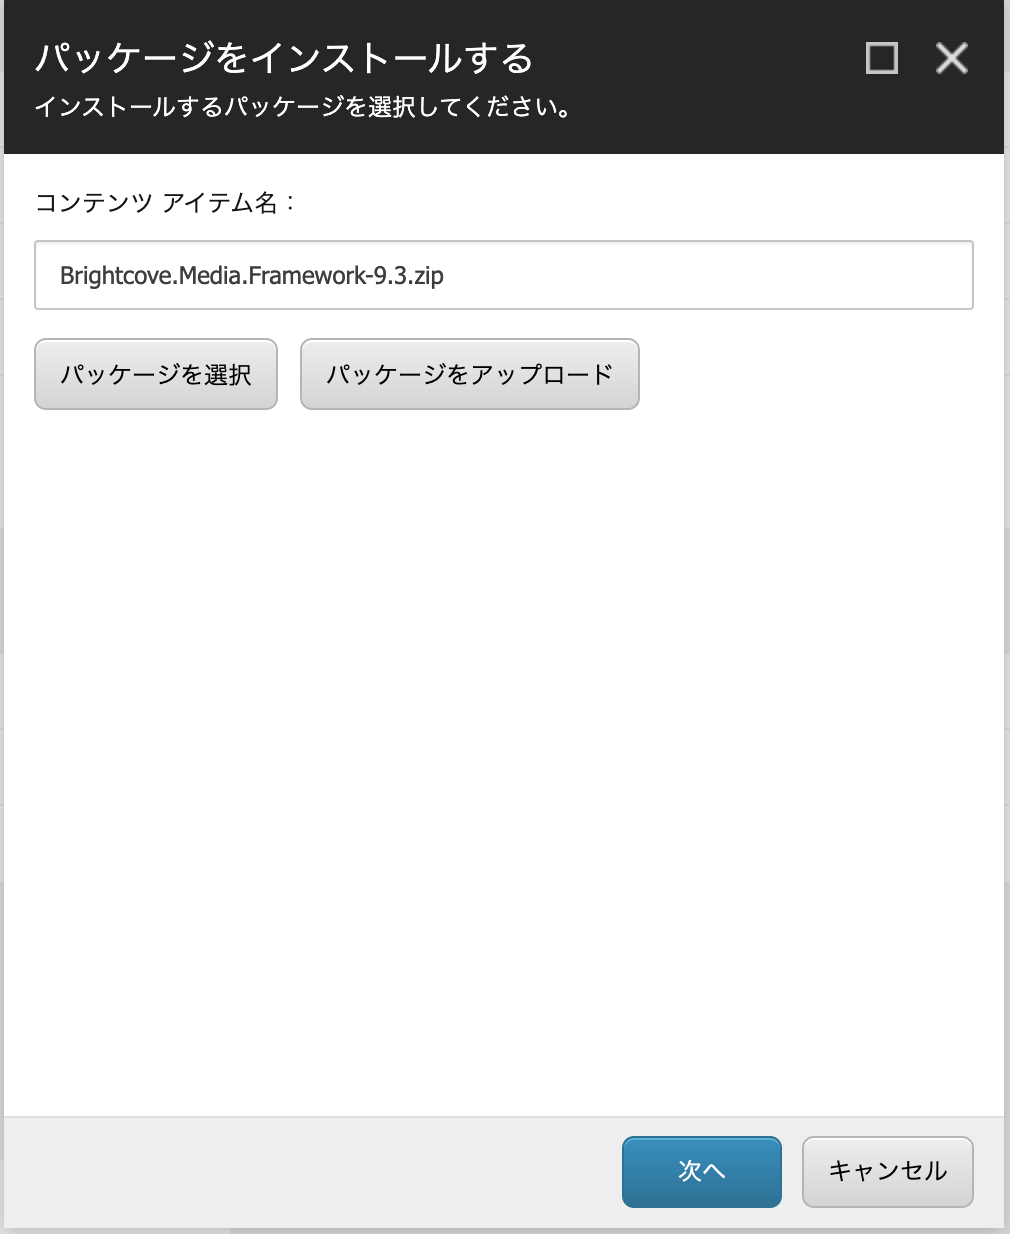 パッケージをインストールする
インストールするパッケージを選択してください。
コンテンツ アイテム名：
Brightcove.Media.Framework-9.3.zip
パッケージを選択
パッケージをアップロード
次へ
キャンセル